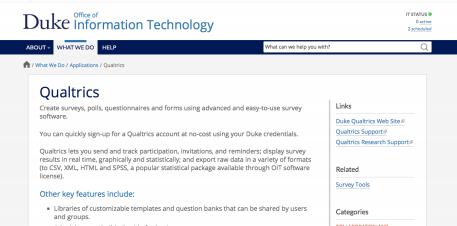 Duke Office of
Information Technology
IT STATUS
0 active
2 scheduled
ABOUT WHAT WE DO HELP
What can we help you with?
/ What We Do / Applications / Qualtrics
Qualtrics
Create surveys, polls, questionnaires and forms using advanced and easy-to-use survey
software.
You can quickly sign-up for a Qualtrics account at no-cost using your Duke credentials.
Qualtrics lets you send and track participation, invitations, and reminders; display survey
results in real time, graphically and statistically; and export raw data in a variety of formats
(to CSV, XML, HTML and SPSS, a popular statistical package available through OIT software
license).
Other key features include:
Libraries of customizable templates and question banks that can be shared by users
and groups.
Links
Duke Qualtrics Web Site
Qualtrics Support
Qualtrics Research Support
Related
Survey Tools
Categories